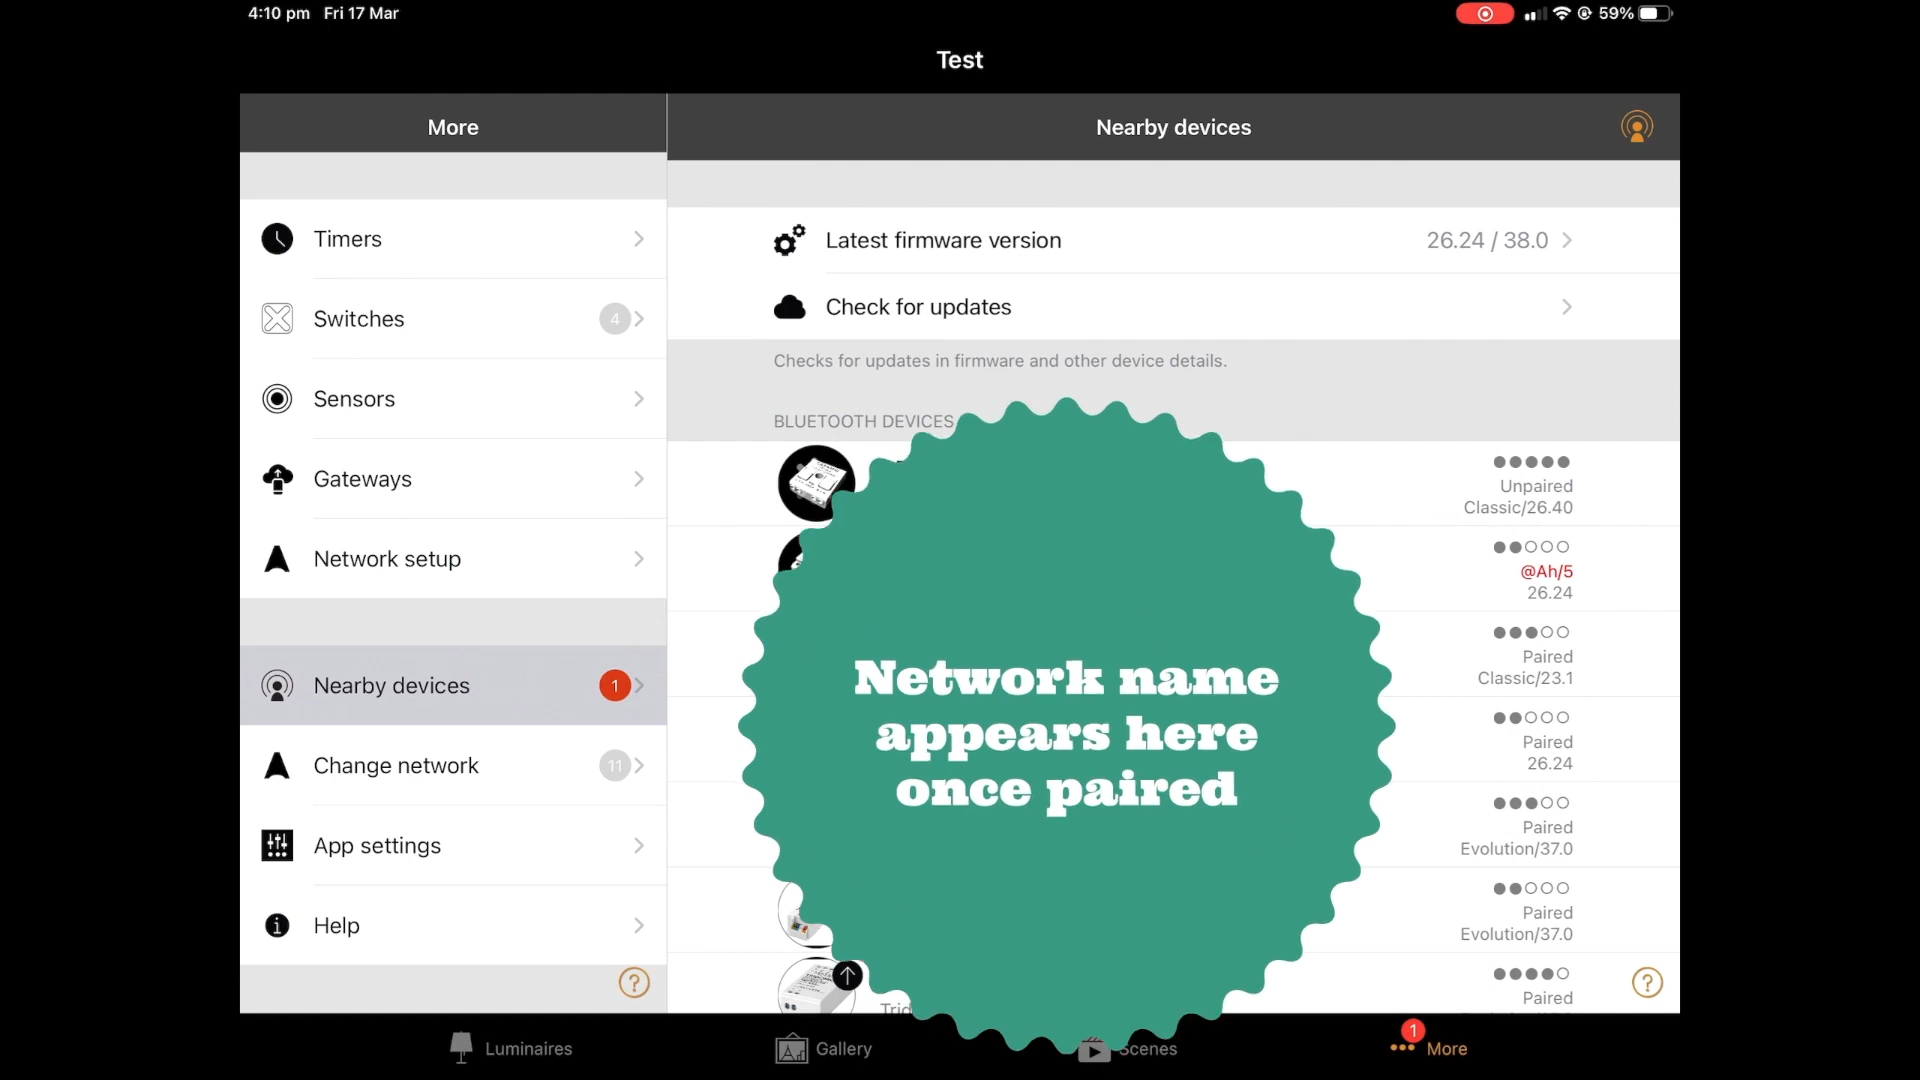 4:10 pm Fri 17 Mar
59%
Test
More
Nearby devices
Timers
Switches
4
Sensors
Gateways
Network setup
Nearby devices
1
Change network
11
App settings
Help
?
Latest firmware version
26.24 / 38.0
Check for updates
Checks for updates in firmware and other device details.
BLUETOOTH DEVICES
Unpaired
Classic/26.40
@Ah/5
26.24
Paired
Classic/23.1
Paired
26.24
Paired
Evolution/37.0
Paired
Evolution/37.0
Paired
?
Network name
appears here
once paired
Luminaires
Gallery
Scenes
1
More